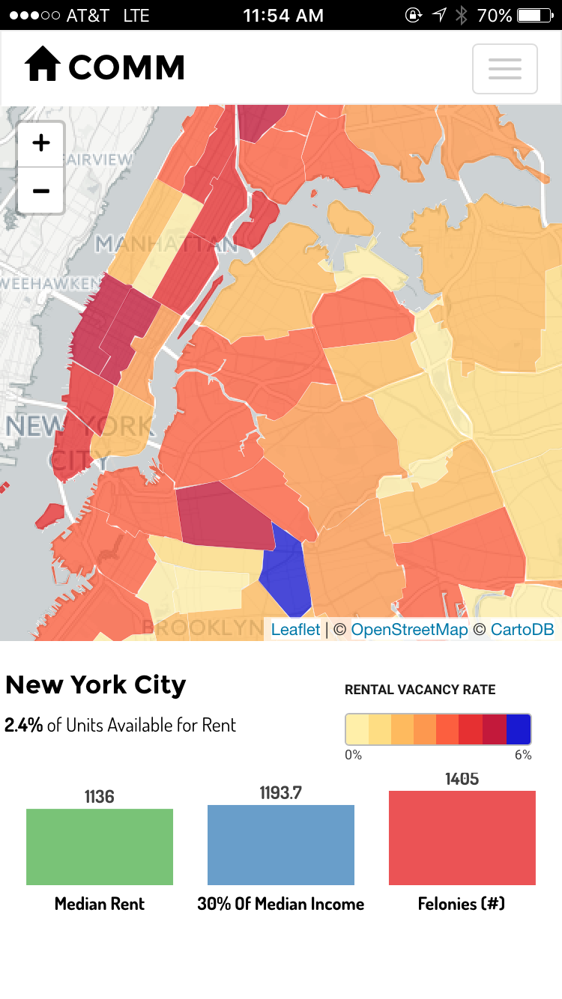 AT&T LTE 11:54 AM 70%
COMM
+
FAIRVIEW
−
MANHATTAN
WEEHAWKEN
NEW YORK
CITY
BROOKLYN
Leaflet | © OpenStreetMap © CartoDB
New York City
RENTAL VACANCY RATE
2.4% of Units Available for Rent
0% 6%
1136
1193.7
1405
Median Rent
30% Of Median Income
Felonies (#)